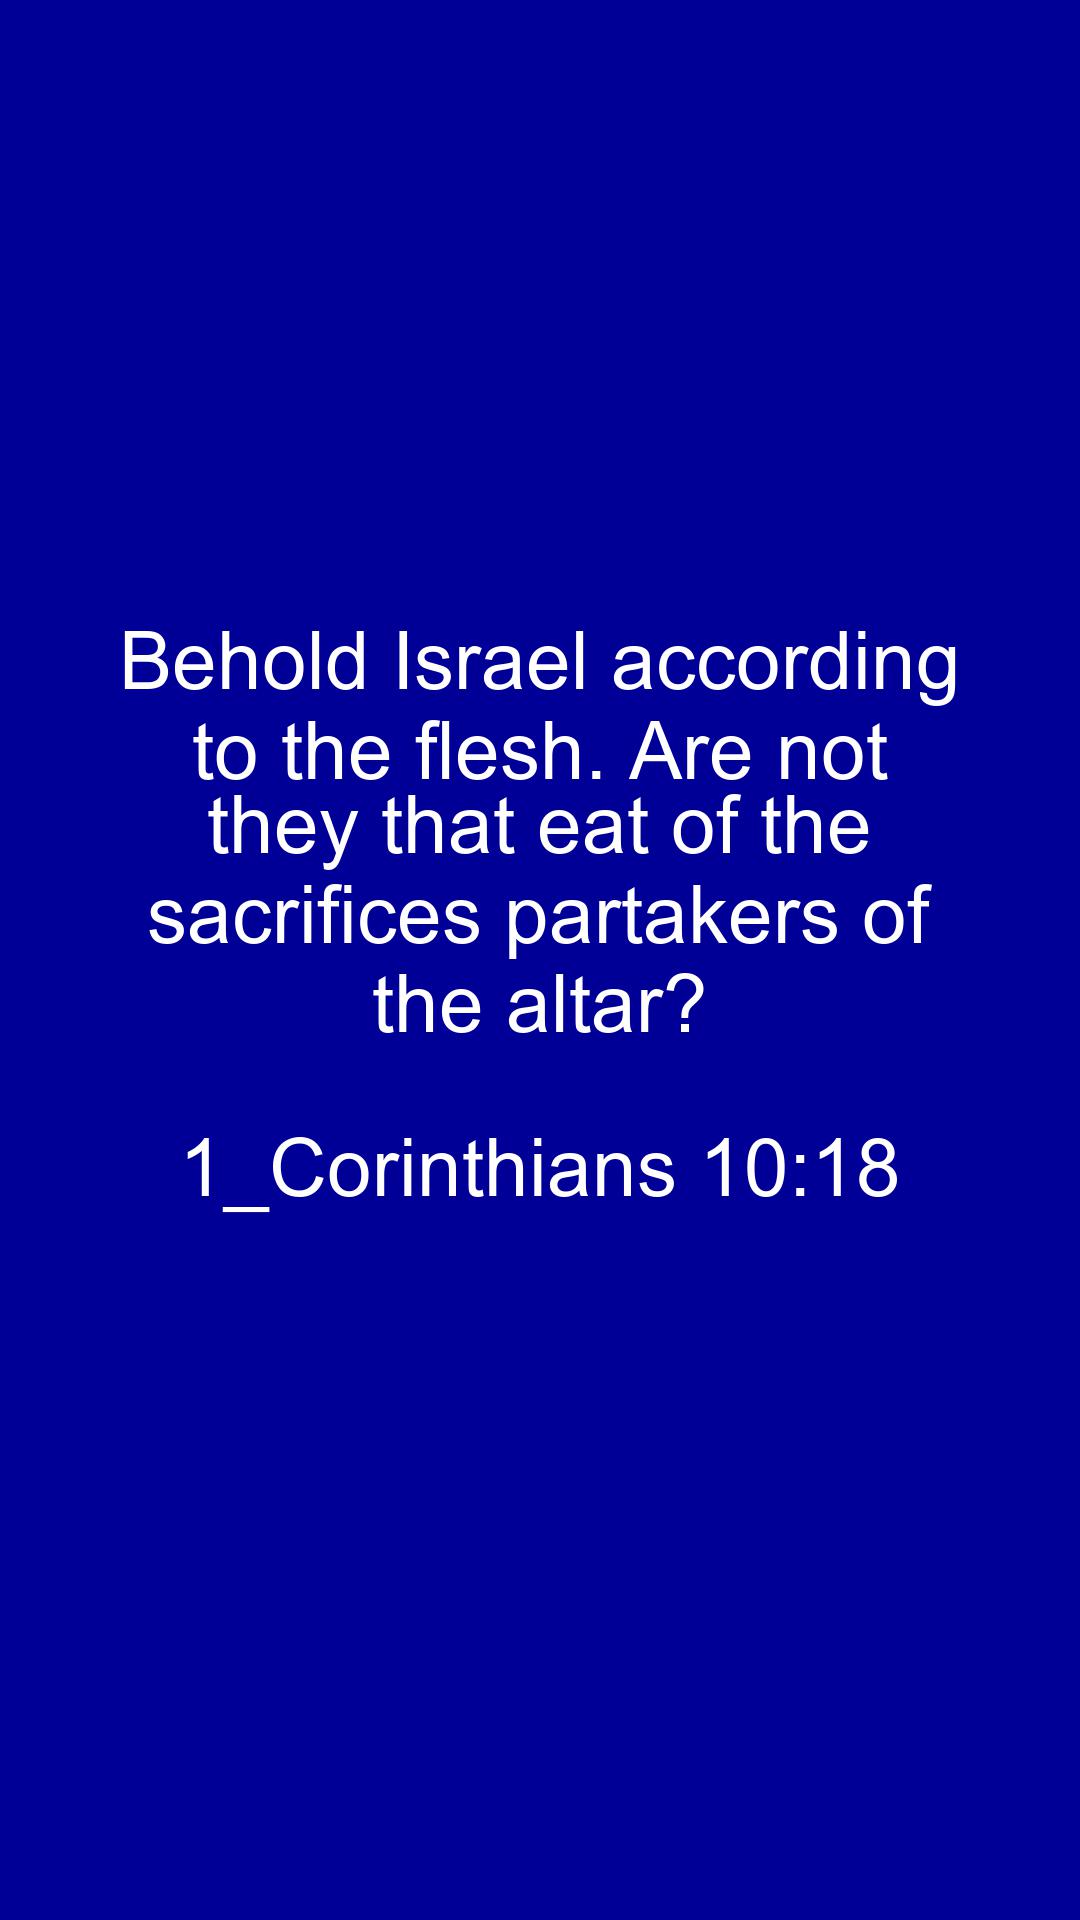 Behold Israel according
to the flesh. Are not
they that eat of the
sacrifices partakers of
the altar?
1_Corinthians 10:18